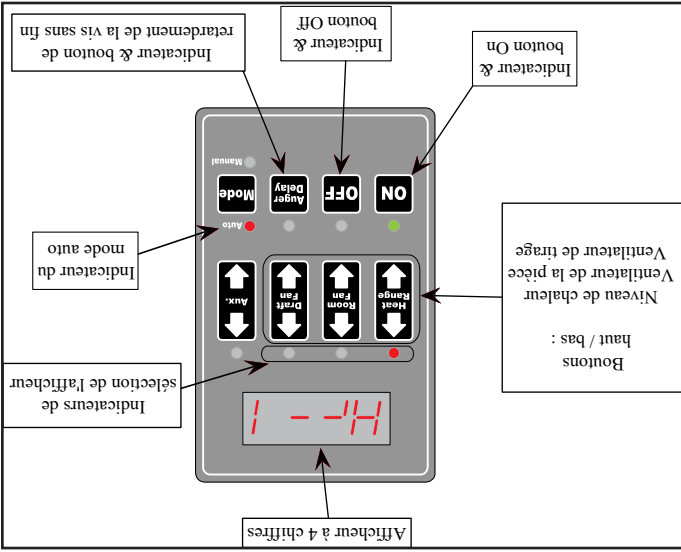 Afficheur à 4 chiffres
Hr-1
Indicateurs de
sélection de l'afficheur
Boutons
haut / bas :
Niveau de chaleur
Ventilateur de la pièce
Ventilateur de tirage
Heat
Range
Room
Fan
Draft
Fan
Aux.
Indicateur du
mode auto
Auto
ON
OFF
Auger
Delay
Mode
Manual
Indicateur &
bouton On
Indicateur &
bouton Off
Indicateur & bouton de
retardement de la vis sans fin